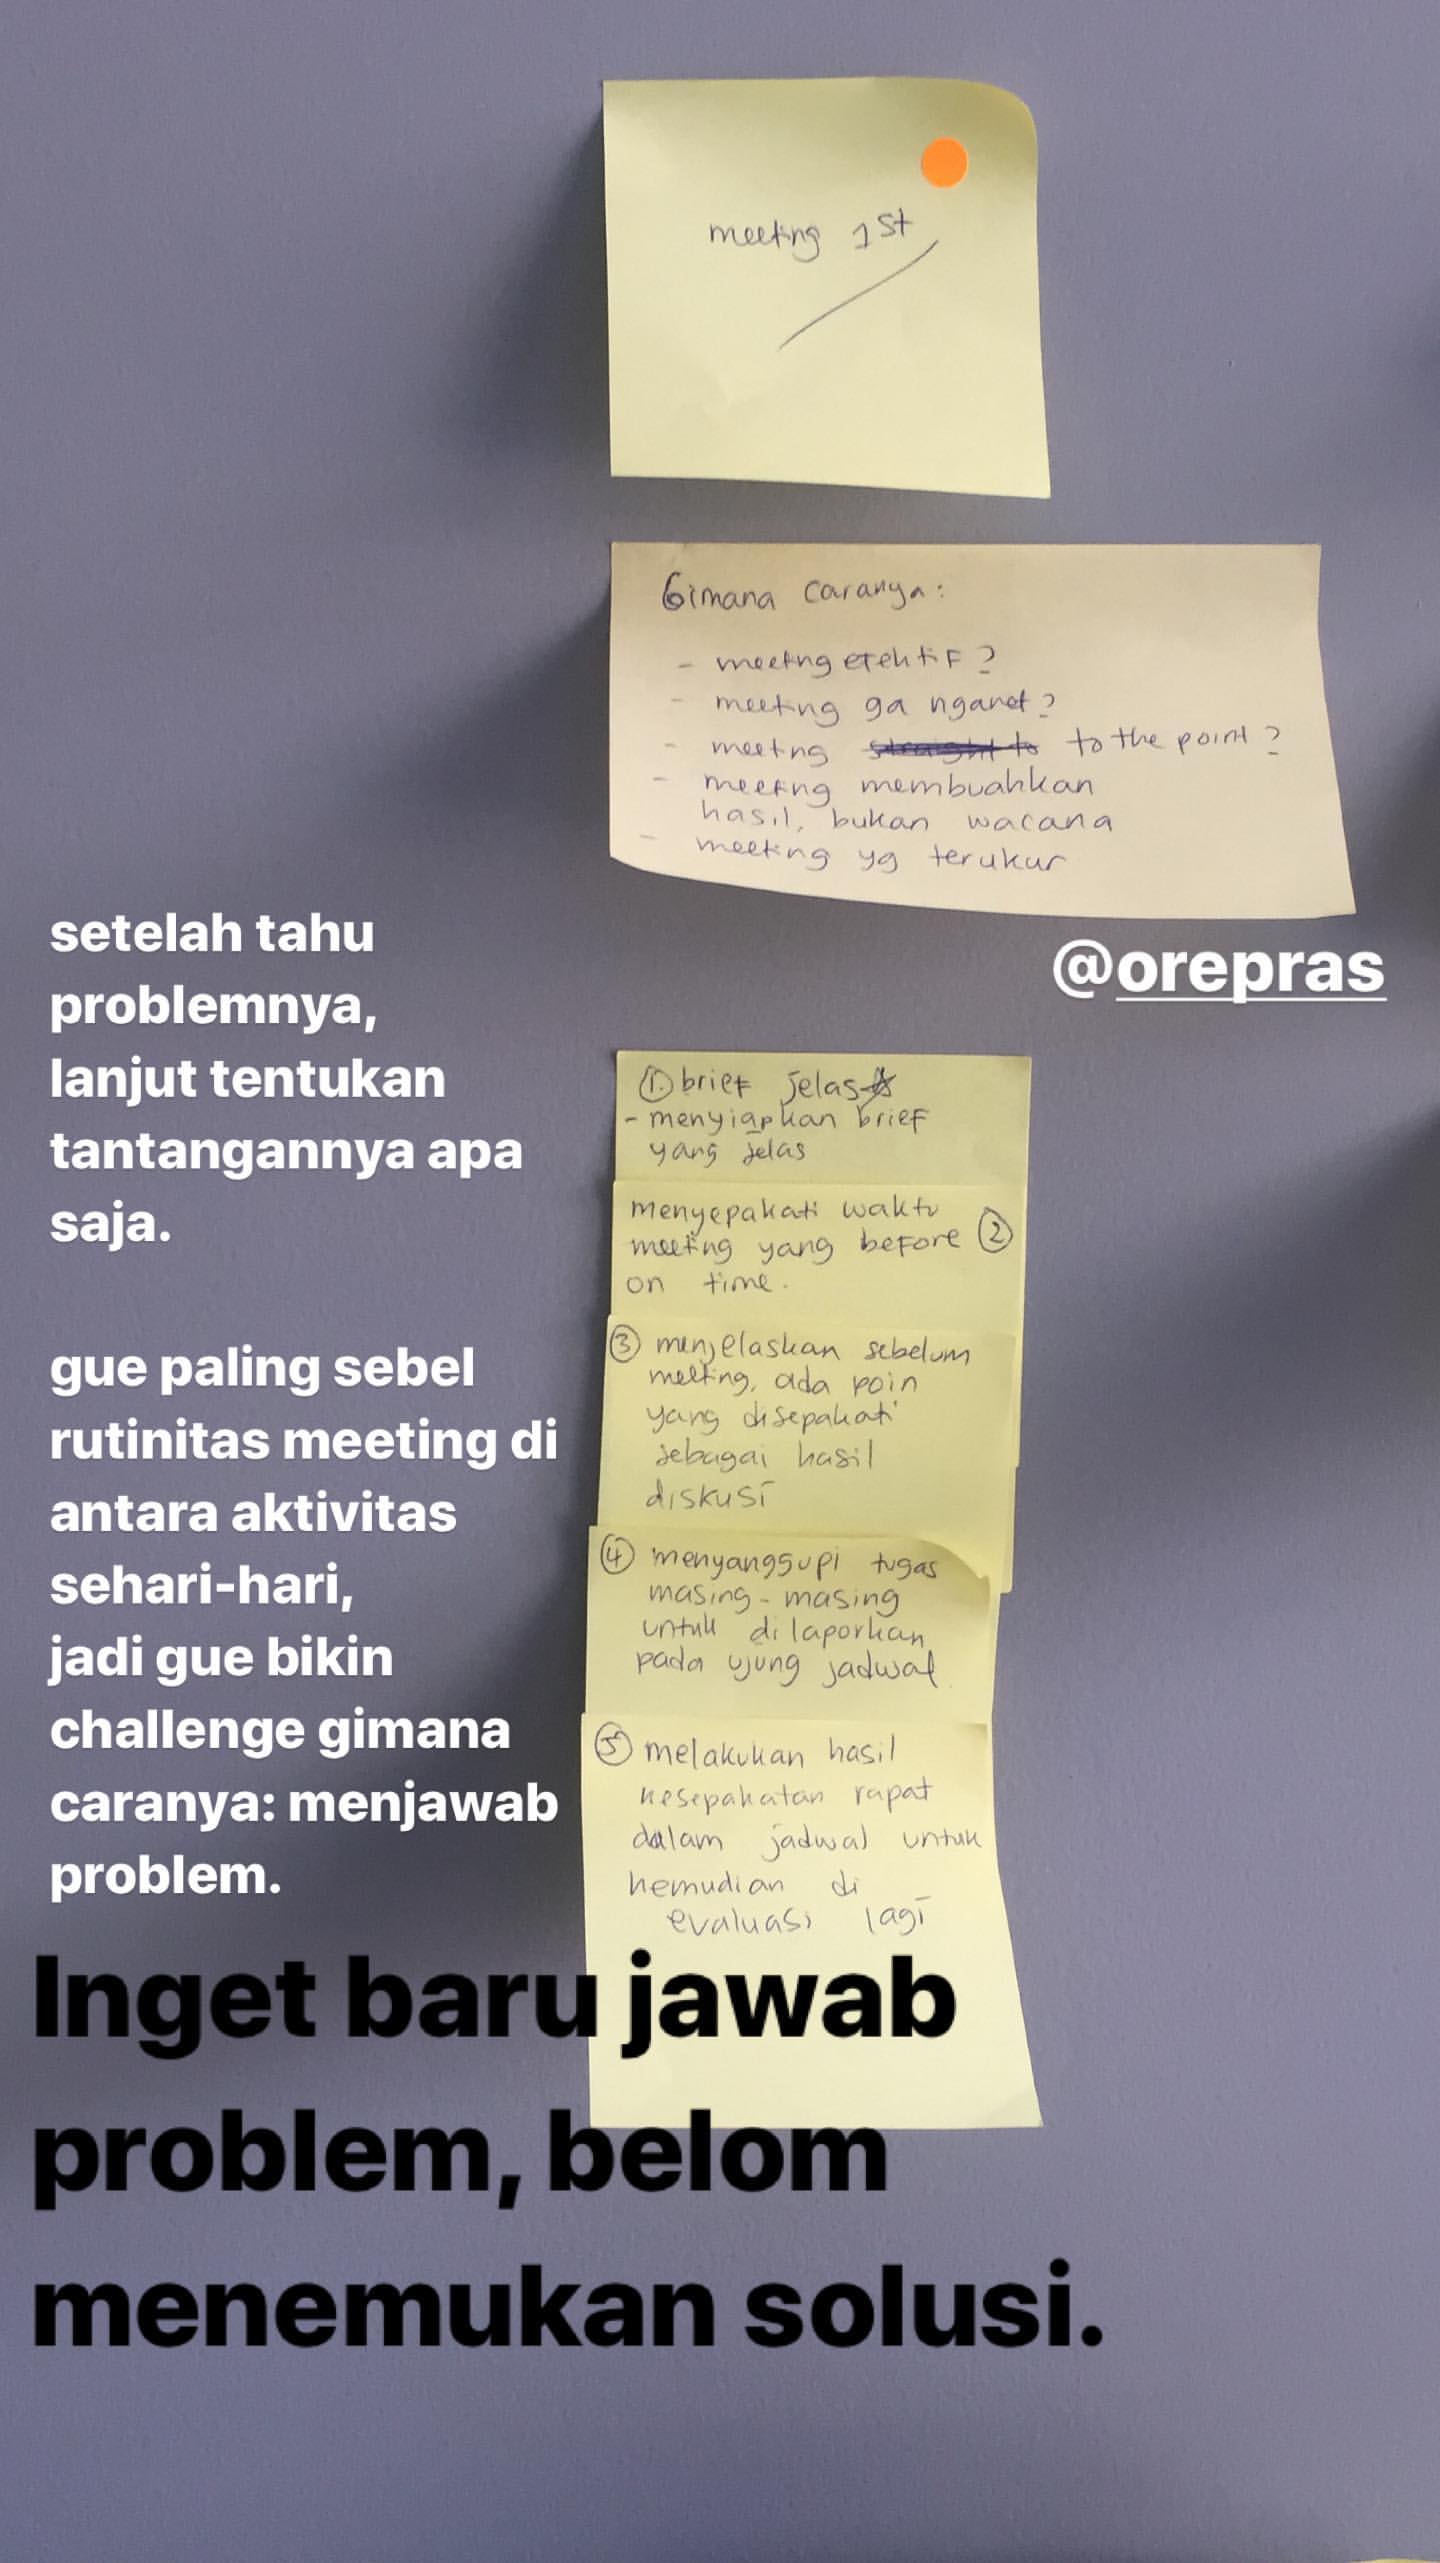 meeting 1st
Gimana caranya:
- meeting efektif?
- meeting ga nganet?
- meeting straight to to the point?
- meeting membuahkan
hasil, bukan wacana
- meeting yg terukur
@orepras
setelah tahu
problemnya,
lanjut tentukan
tantangannya apa
saja.
gue paling sebel
rutinitas meeting di
antara aktivitas
sehari-hari,
jadi gue bikin
challenge gimana
caranya: menjawab
problem.
① brief jelas
- menyiapkan brief
yang jelas
menyepakati waktu
meeting yang before ②
on time.
③ menjelaskan sebelum
meeting, ada poin
yang disepakati
sebagai hasil
diskusi
④ menyanggupi tugas
masing-masing
untuk dilaporkan
pada ujung jadwal.
⑤ melakukan hasil
kesepakatan rapat
dalam jadwal untuk
kemudian di
evaluasi lagi
Inget baru jawab
problem, belom
menemukan solusi.